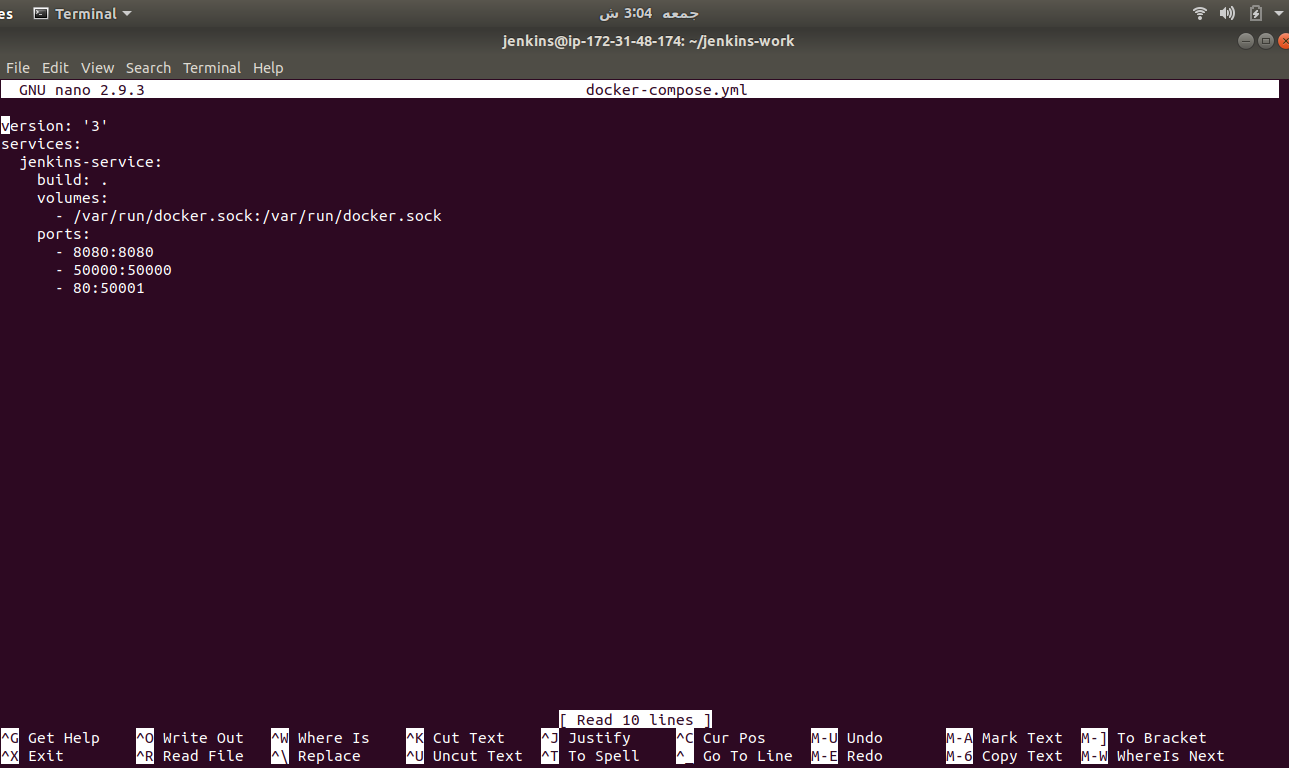 es Terminal جمعه 3:04 ش
jenkins@ip-172-31-48-174: ~/jenkins-work
File Edit View Search Terminal Help
GNU nano 2.9.3 docker-compose.yml
version: '3'
services:
  jenkins-service:
    build: .
    volumes:
      - /var/run/docker.sock:/var/run/docker.sock
    ports:
      - 8080:8080
      - 50000:50000
      - 80:50001
[ Read 10 lines ]
^G Get Help ^O Write Out ^W Where Is ^K Cut Text ^J Justify ^C Cur Pos M-U Undo M-A Mark Text M-] To Bracket
^X Exit ^R Read File ^\ Replace ^U Uncut Text ^T To Spell ^_ Go To Line M-E Redo M-6 Copy Text M-W WhereIs Next